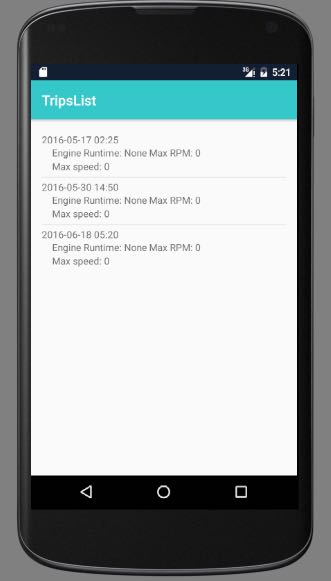 3G 5:21
TripsList
2016-05-17 02:25
Engine Runtime: None Max RPM: 0
Max speed: 0
2016-05-30 14:50
Engine Runtime: None Max RPM: 0
Max speed: 0
2016-06-18 05:20
Engine Runtime: None Max RPM: 0
Max speed: 0